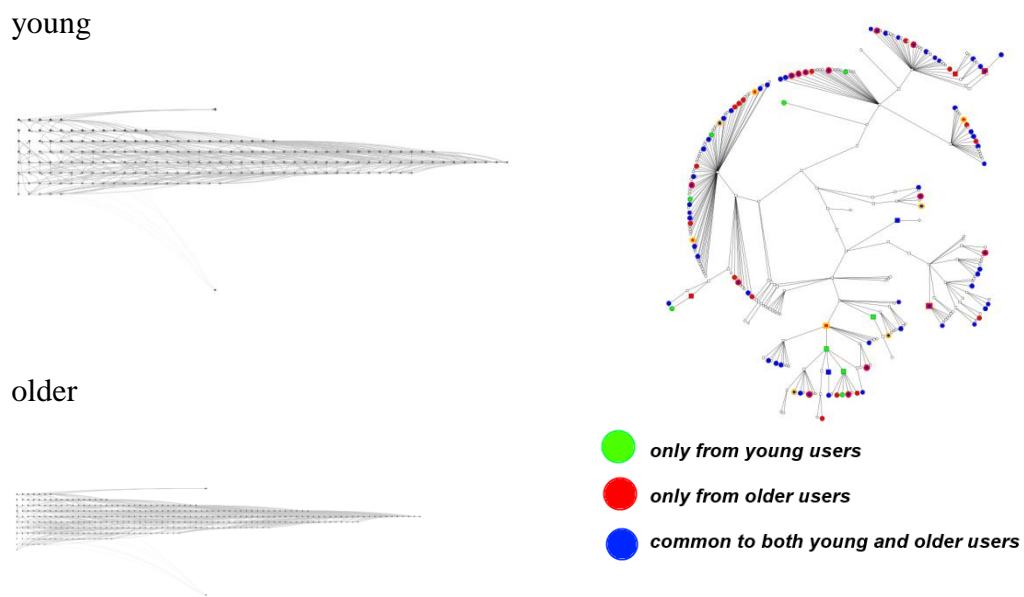 young
older
only from young users
only from older users
common to both young and older users